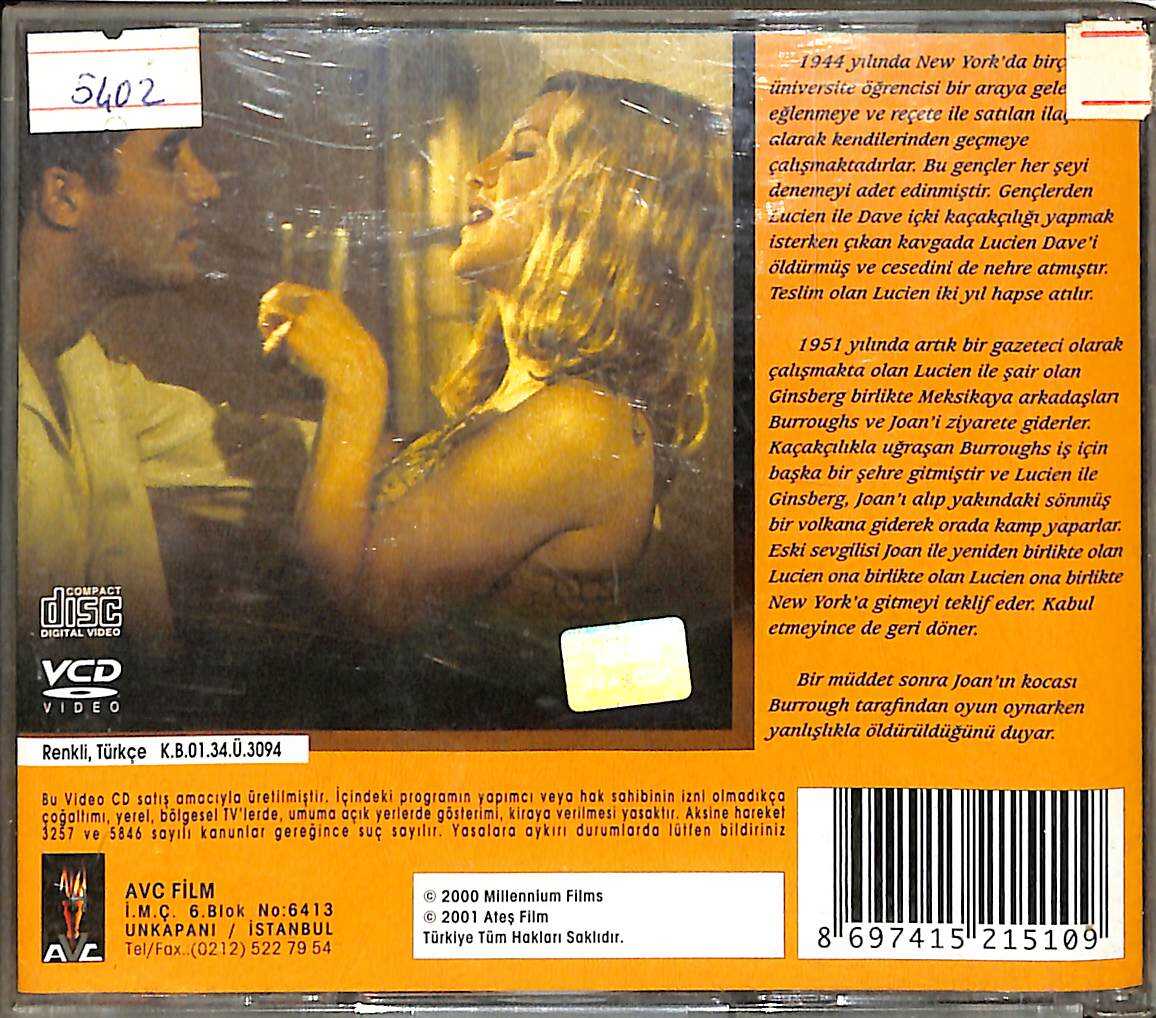 5402
1944 yılında New York'da
üniversite öğrencisi bir araya
eğlenmeye ve reçete ile satılan
alarak kendilerinden geçmeye
çalışmaktadırlar. Bu gençler her şeyi
denemeyi adet edinmiştir. Gençlerden
Lucien ile Dave içki kaçakçılığı yapmak
isterken çıkan kavgada Lucien Dave'i
öldürmüş ve cesedini de nehre atmıştır.
Teslim olan Lucien iki yıl hapse atılır.
1951 yılında artık bir gazeteci olarak
çalışmakta olan Lucien ile şair olan
Ginsberg birlikte Meksikaya arkadaşları
Burroughs ve Joan'i ziyarete giderler.
Kaçakçılıkla uğraşan Burroughs iş için
başka bir şehre gitmiştir ve Lucien ile
Ginsberg, Joan'ı alıp yakındaki sönmüş
bir volkana giderek orada kamp yaparlar.
Eski sevgilisi Joan ile yeniden birlikte olan
Lucien ona birlikte olan Lucien ona birlikte
New York'a gitmeyi teklif eder. Kabul
etmeyince de geri döner.
Bir müddet sonra Joan'ın kocası
Burrough tarafından oyun oynarken
yanlışlıkla öldürüldüğünü duyar.
COMPACT
disc
DIGITAL VIDEO
VCD
VIDEO
Renkli, Türkçe K.B.01.34.Ü.3094
Bu Video CD satış amacıyla üretilmiştir. İçindeki programın yapımcı veya hak sahibinin izni olmadıkça
çoğaltımı, yerel, bölgesel TV'lerde, umuma açık yerlerde gösterimi, kiraya verilmesi yasaktır. Aksine hareket
3257 ve 5846 sayılı kanunlar gereğince suç sayılır. Yasalara aykırı durumlarda lütfen bildiriniz
AVC
AVC FİLM
İ.M.Ç. 6.Blok No:6413
UNKAPANI / İSTANBUL
Tel/Fax..(0212) 522 79 54
© 2000 Millennium Films
© 2001 Ateş Film
Türkiye Tüm Hakları Saklıdır.
8 697415 215109